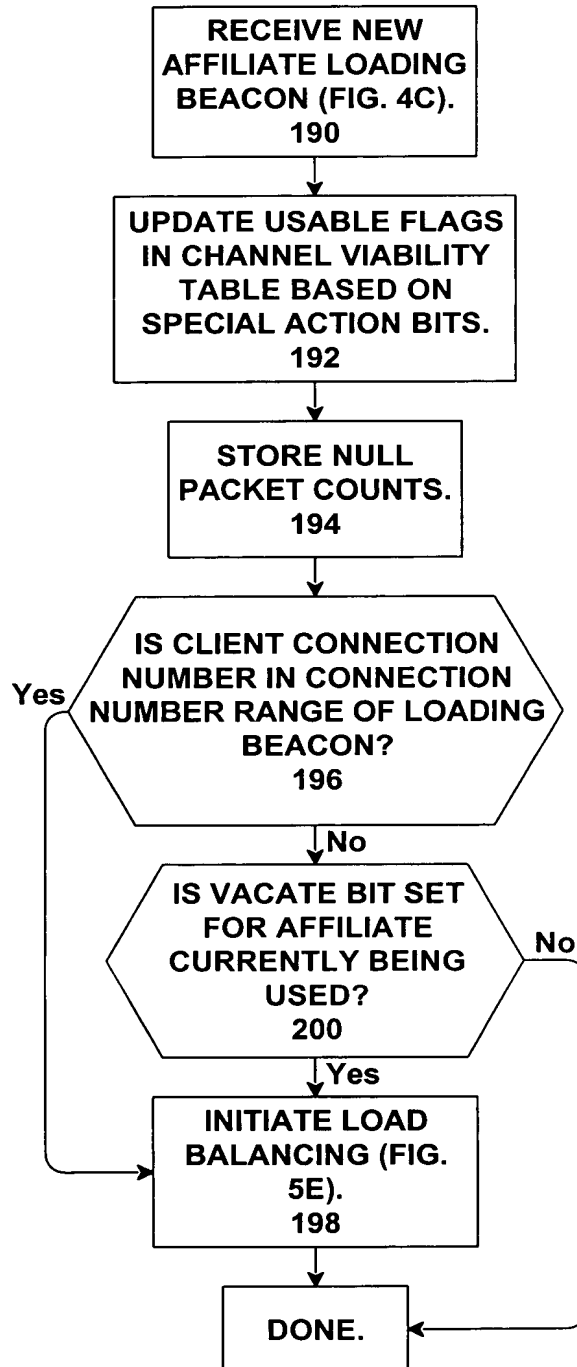 RECEIVE NEW
AFFILIATE LOADING
BEACON (FIG. 4C).
190
UPDATE USABLE FLAGS
IN CHANNEL VIABILITY
TABLE BASED ON
SPECIAL ACTION BITS.
192
STORE NULL
PACKET COUNTS.
194
IS CLIENT CONNECTION
NUMBER IN CONNECTION
NUMBER RANGE OF LOADING
BEACON?
196
Yes
No
IS VACATE BIT SET
FOR AFFILIATE
CURRENTLY BEING
USED?
200
No
Yes
INITIATE LOAD
BALANCING (FIG.
5E).
198
DONE.